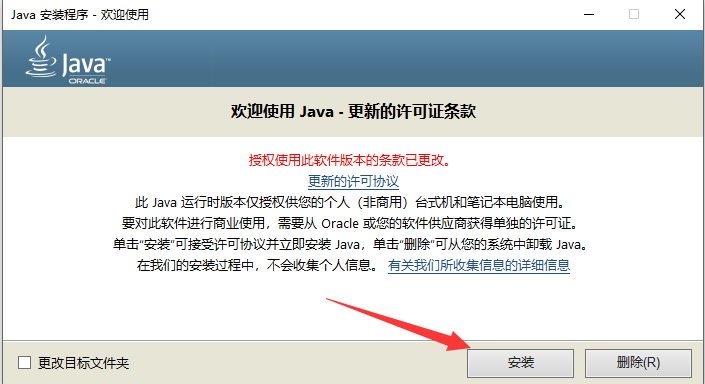 Java 安装程序 - 欢迎使用
Java™
ORACLE
欢迎使用 Java - 更新的许可证条款
授权使用此软件版本的条款已更改。
更新的许可协议
此 Java 运行时版本仅授权供您的个人（非商用）台式机和笔记本电脑使用。
要对此软件进行商业使用，需要从 Oracle 或您的软件供应商获得单独的许可证。
单击“安装”可接受许可协议并立即安装 Java，单击“删除”可从您的系统中卸载 Java。
在我们的安装过程中，不会收集个人信息。 有关我们所收集信息的详细信息
更改目标文件夹
安装
删除(R)